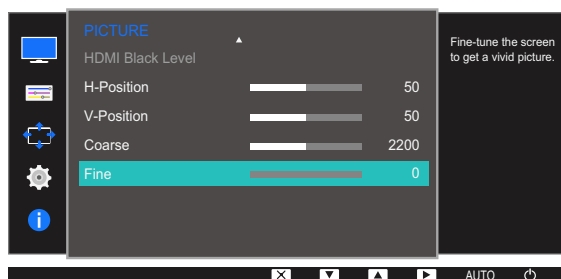 PICTURE
HDMI Black Level
H-Position 50
V-Position 50
Coarse 2200
Fine 0
Fine-tune the screen
to get a vivid picture.
AUTO